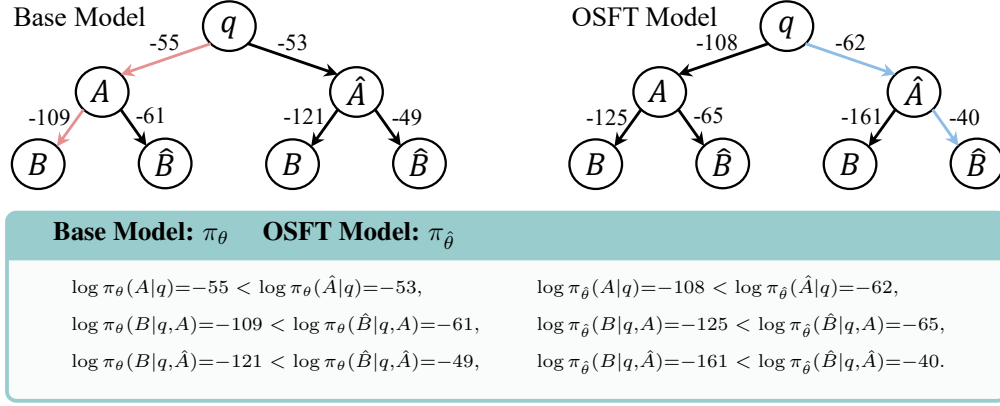 Base Model
OSFT Model
q
q
-55
-53
-108
-62
A
Â
A
Â
-109
-61
-121
-49
-125
-65
-161
-40
B
B̂
B
B̂
B
B̂
B
B̂
Base Model: π_θ OSFT Model: π_θ̂
log π_θ(A|q)=−55 < log π_θ(Â|q)=−53,
log π_θ̂(A|q)=−108 < log π_θ̂(Â|q)=−62,
log π_θ(B|q,A)=−109 < log π_θ(B̂|q,A)=−61,
log π_θ̂(B|q,A)=−125 < log π_θ̂(B̂|q,A)=−65,
log π_θ(B|q,Â)=−121 < log π_θ(B̂|q,Â)=−49,
log π_θ̂(B|q,Â)=−161 < log π_θ̂(B̂|q,Â)=−40.